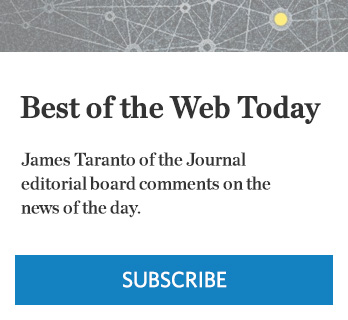 Best of the Web Today
James Taranto of the Journal
editorial board comments on the
news of the day.
SUBSCRIBE